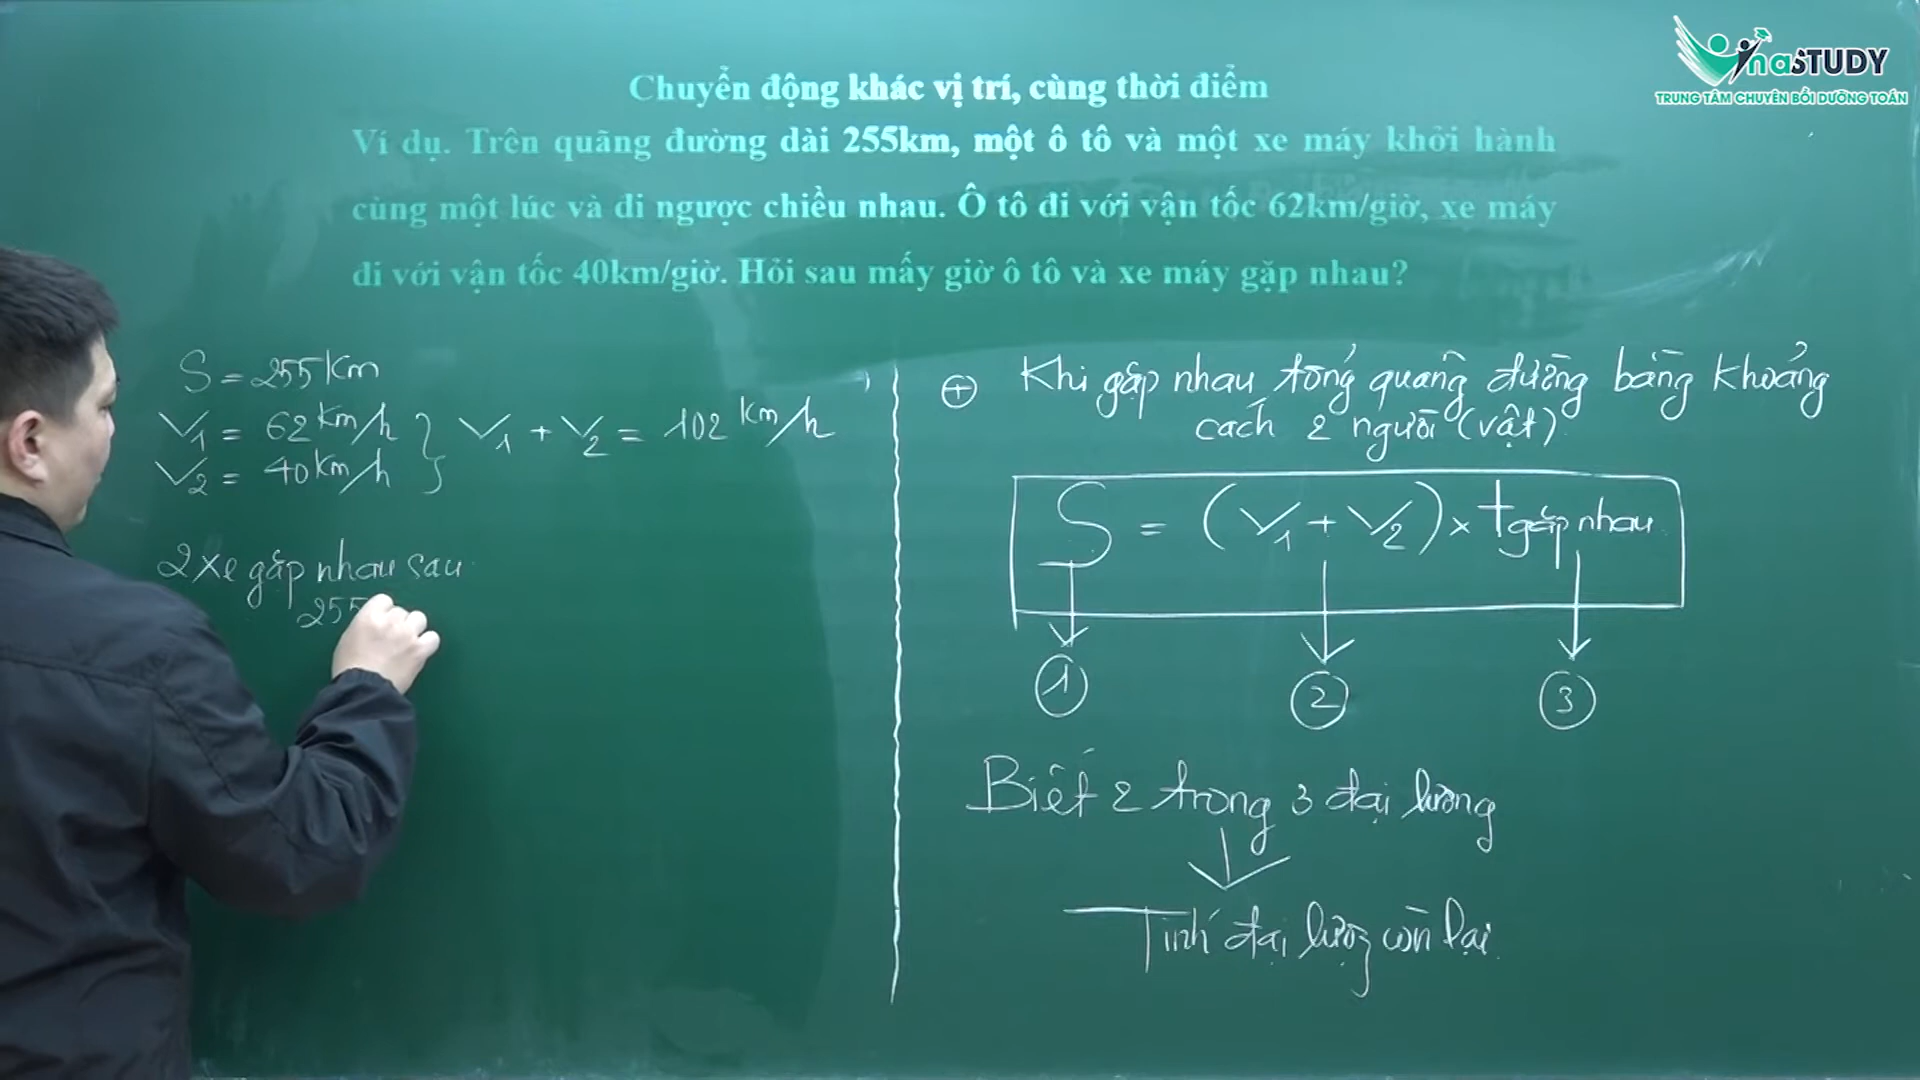 VinaSTUDY
TRUNG TÂM CHUYÊN BỒI DƯỠNG TOÁN
Chuyển động khác vị trí, cùng thời điểm
Ví dụ. Trên quãng đường dài 255km, một ô tô và một xe máy khởi hành
cùng một lúc và đi ngược chiều nhau. Ô tô đi với vận tốc 62km/giờ, xe máy
đi với vận tốc 40km/giờ. Hỏi sau mấy giờ ô tô và xe máy gặp nhau?
S = 255 km
V1 = 62 km/h } V1 + V2 = 102 km/h
V2 = 40 km/h
2 xe gặp nhau sau
255
⊕ Khi gặp nhau, tổng quãng đường bằng khoảng
cách 2 người (vật).
S = (V1 + V2) × t gặp nhau
1 2 3
Biết 2 trong 3 đại lượng
Tính đại lượng còn lại.